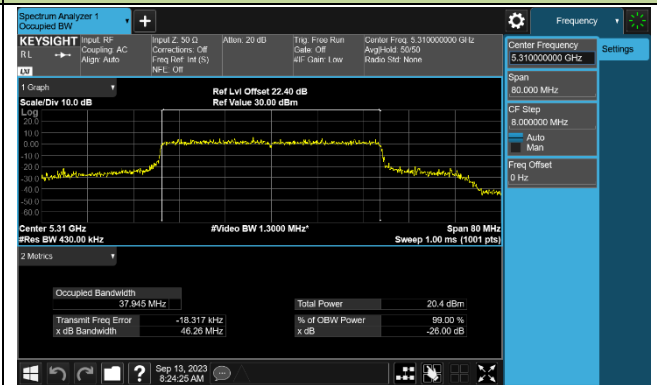 Spectrum Analyzer 1
Occupied BW
+
Frequency
KEYSIGHT
RL
LXI
Input: RF
Coupling: AC
Align: Auto
Input Z: 50 Ω
Corrections: Off
Freq Ref: Int (S)
NFE: Off
Atten: 20 dB
Trig: Free Run
Gate: Off
#IF Gain: Low
Center Freq: 5.310000000 GHz
Avg|Hold: 50/50
Radio Std: None
Center Frequency
5.310000000 GHz
Settings
Span
80.000 MHz
CF Step
8.000000 MHz
Auto
Man
Freq Offset
0 Hz
1 Graph
Scale/Div 10.0 dB
Ref Lvl Offset 22.40 dB
Ref Value 30.00 dBm
Log
20.0
10.0
0.00
-10.0
-20.0
-30.0
-40.0
-50.0
-60.0
Center 5.31 GHz
#Video BW 1.3000 MHz*
Span 80 MHz
#Res BW 430.00 kHz
Sweep 1.00 ms (1001 pts)
2 Metrics
Occupied Bandwidth
37.945 MHz
Total Power
20.4 dBm
Transmit Freq Error
-18.317 kHz
% of OBW Power
99.00 %
x dB Bandwidth
46.26 MHz
x dB
-26.00 dB
?
Sep 13, 2023
8:24:25 AM